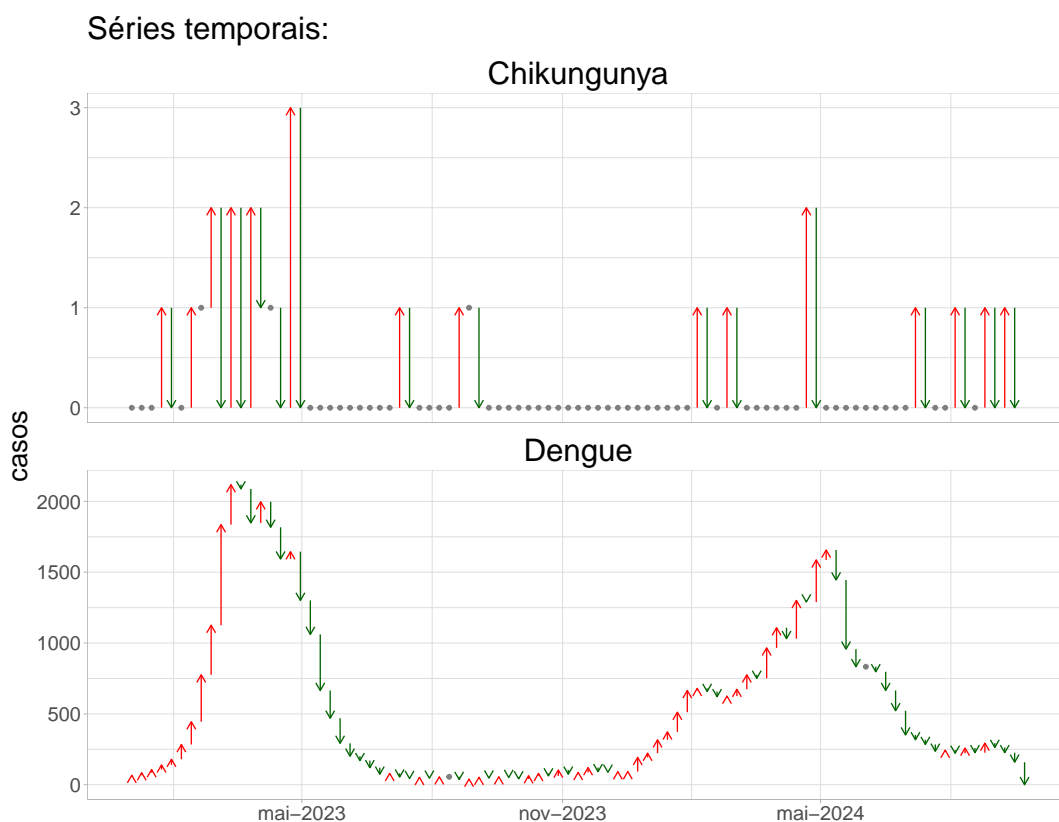 Séries temporais:
Chikungunya
3
2
1
0
casos
Dengue
2000
1500
1000
500
0
mai−2023
nov−2023
mai−2024